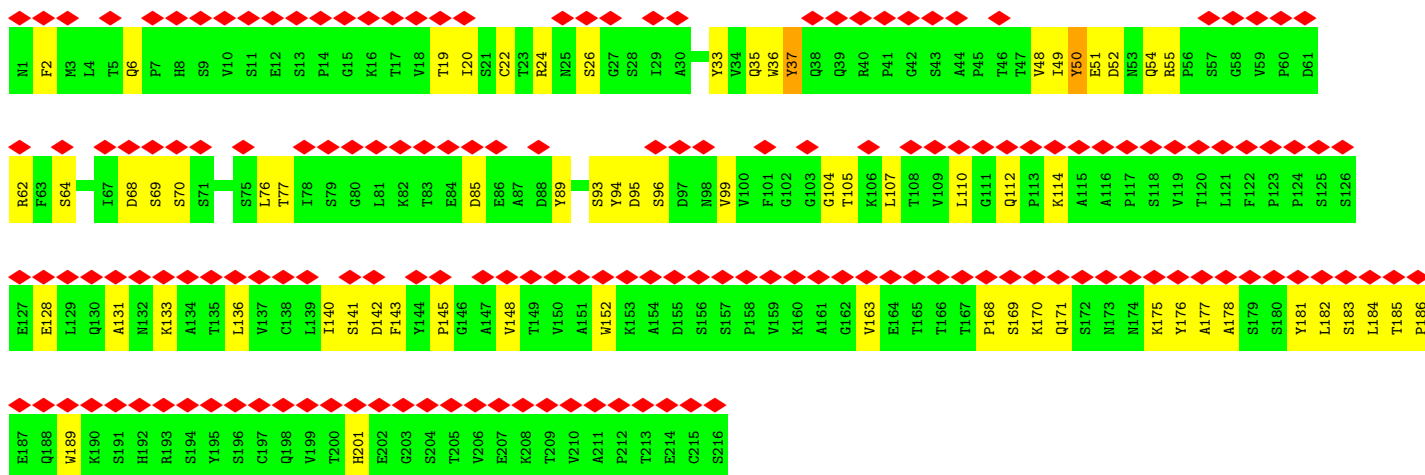 N1 F2 M3 L4 T5 Q6 P7 H8 S9 V10 S11 E12 S13 P14 G15 K16 T17 V18 T19 I20 S21 C22 T23 R24 N25 S26 G27 S28 I29 A30 Y33 V34 Q35 W36 Y37 Q38 Q39 R40 P41 G42 S43 A44 P45 T46 T47 V48 I49 Y50 E51 D52 N53 Q54 R55 P56 S57 G58 V59 P60 D61
R62 F63 S64 I67 D68 S69 S70 S71 S75 L76 T77 I78 S79 G80 L81 K82 T83 E84 D85 E86 A87 D88 Y89 S93 Y94 D95 S96 D97 N98 V99 V100 F101 G102 G103 G104 T105 K106 L107 T108 V109 L110 G111 Q112 P113 K114 A115 A116 P117 S118 V119 T120 L121 F122 P123 P124 S125 S126
E127 E128 L129 Q130 A131 N132 K133 A134 T135 L136 V137 C138 L139 I140 S141 D142 F143 Y144 P145 G146 A147 V148 T149 V150 A151 W152 K153 A154 D155 S156 S157 P158 V159 K160 A161 G162 V163 E164 T165 T166 T167 P168 S169 K170 Q171 S172 N173 N174 K175 Y176 A177 A178 S179 S180 Y181 L182 S183 L184 T185 P186
E187 Q188 W189 K190 S191 H192 R193 S194 Y195 S196 C197 Q198 V199 T200 H201 E202 G203 S204 T205 V206 E207 K208 T209 V210 A211 P212 T213 E214 C215 S216